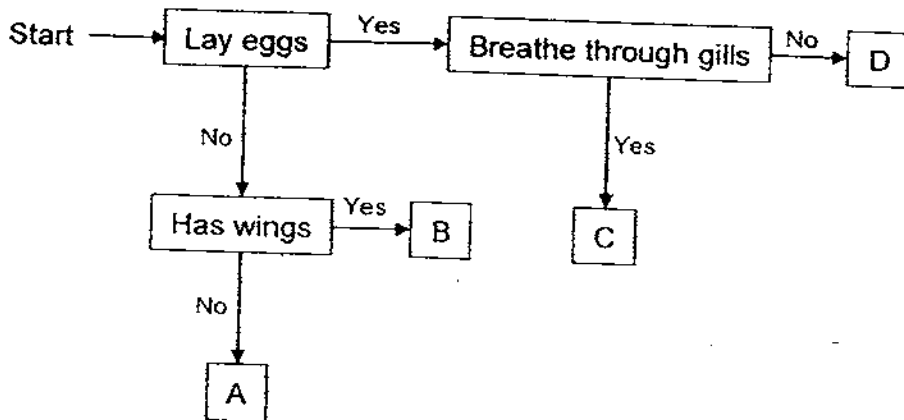 Start
Lay eggs
Yes
Breathe through gills
No
D
No
Yes
Has wings
Yes
B
C
No
A